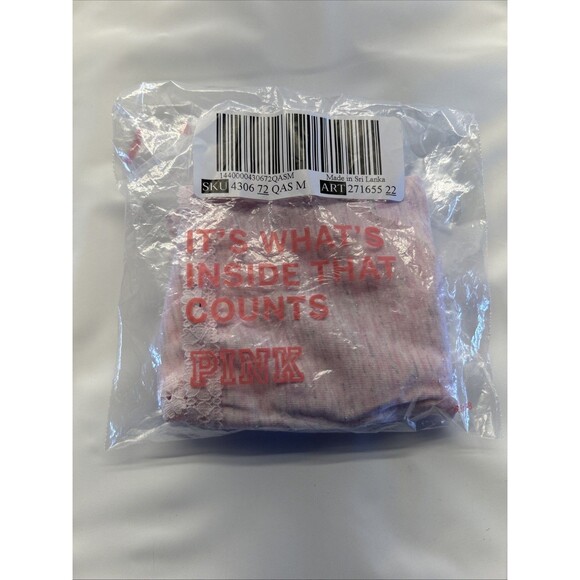 1440000430672QASM
Made in Sri Lanka
SKU 4306 72 QAS M
ART 271655 22
IT'S WHAT'S
INSIDE THAT
COUNTS
PINK